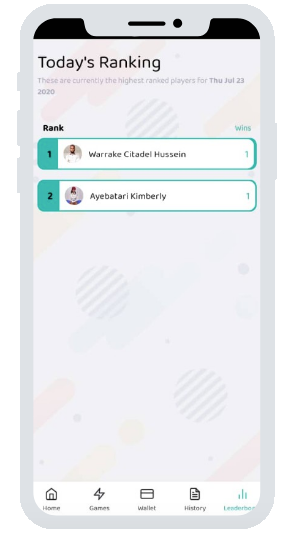 Today's Ranking
These are currently the highest ranked players for Thu Jul 23
2020
Rank Wins
1 Warrake Citadel Hussein 1
2 Ayebatari Kimberly 1
Home Games Wallet History Leaderboa